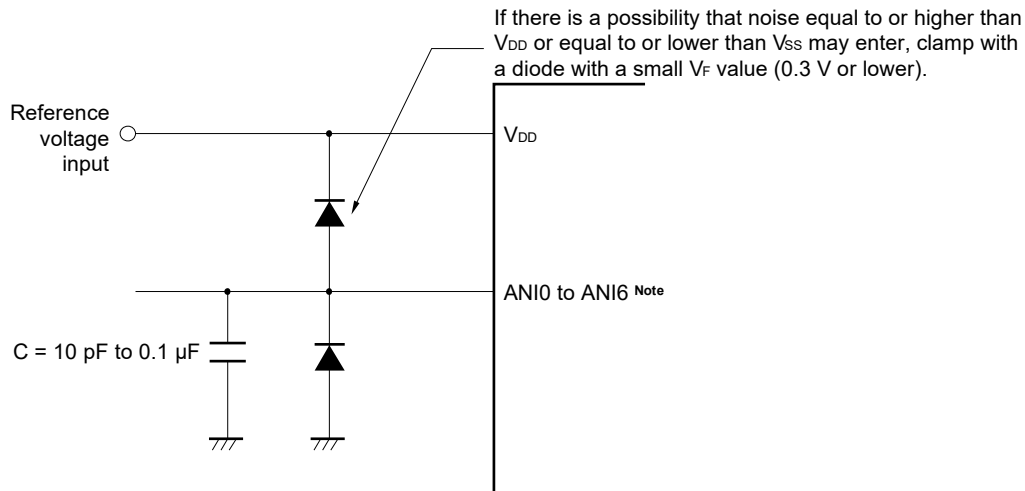 If there is a possibility that noise equal to or higher than
VDD or equal to or lower than VSS may enter, clamp with
a diode with a small VF value (0.3 V or lower).
Reference
voltage
input
VDD
ANI0 to ANI6 Note
C = 10 pF to 0.1 µF